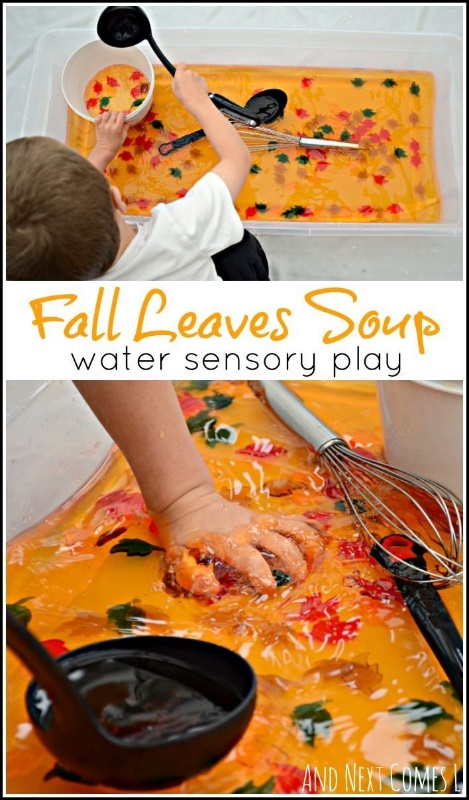 Fall Leaves Soup
water sensory play
AND NEXT COMES L